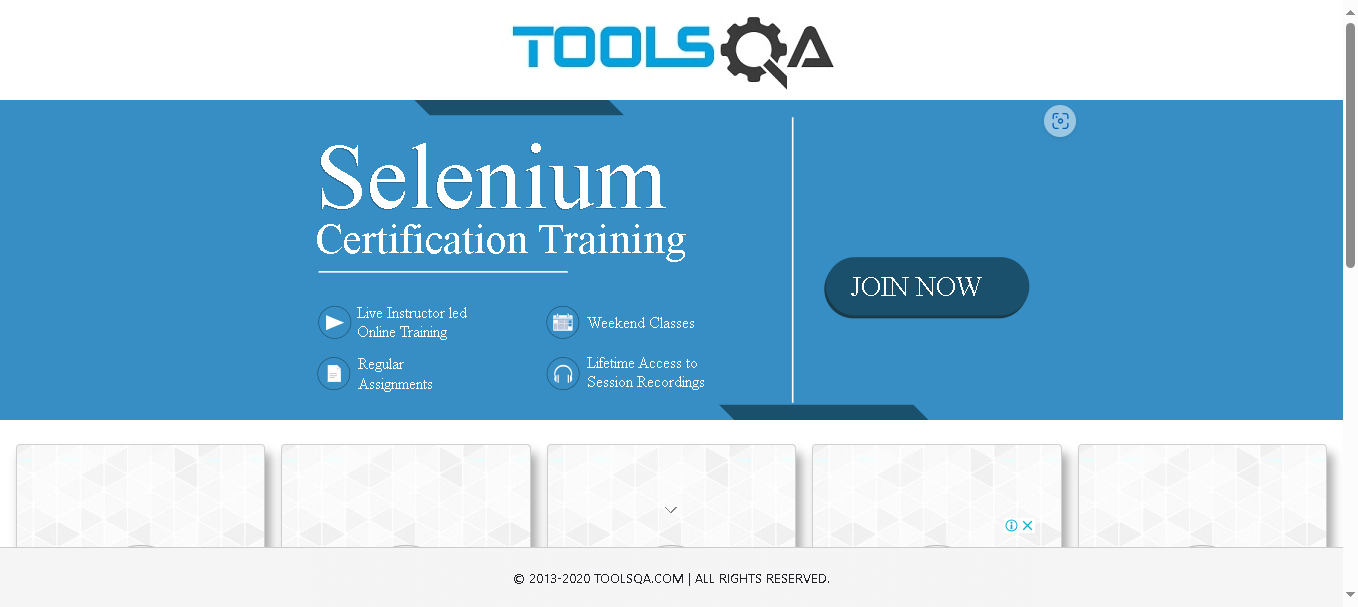 TOOLSQA
Selenium
Certification Training
JOIN NOW
Live Instructor led
Online Training
Weekend Classes
Regular
Assignments
Lifetime Access to
Session Recordings
© 2013-2020 TOOLSQA.COM | ALL RIGHTS RESERVED.